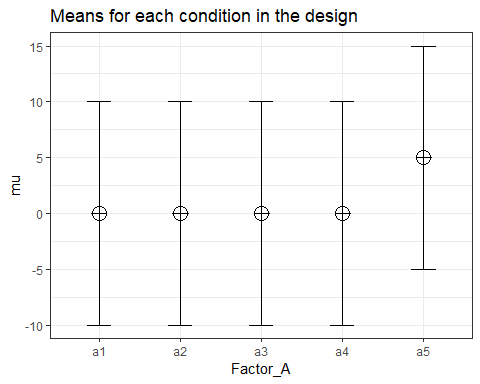 Means for each condition in the design
15
10
5
0
-5
-10
mu
a1 a2 a3 a4 a5
Factor_A